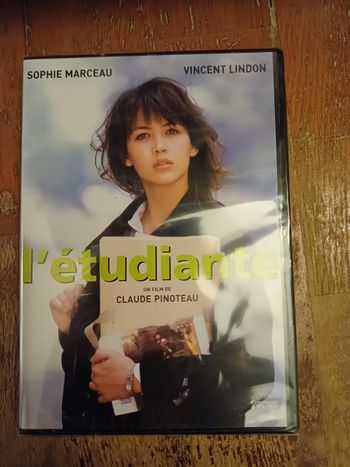 SOPHIE MARCEAU VINCENT LINDON
l'étudiante
UN FILM DE
CLAUDE PINOTEAU